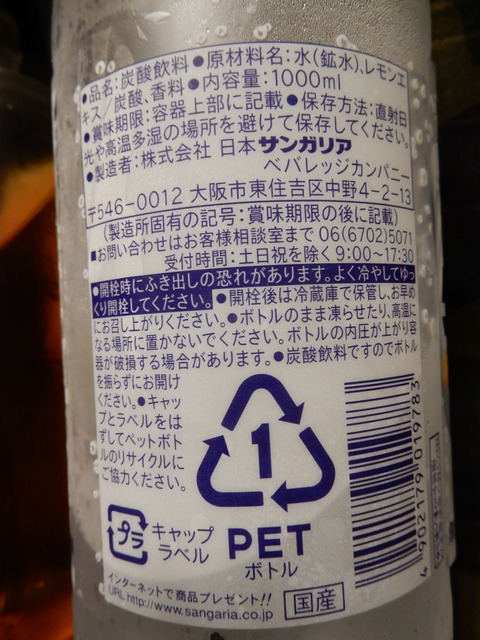 ●品名：炭酸飲料●原材料名：水（鉱水）、レモンエ
キス／炭酸、香料●内容量：1000ml
●賞味期限：容器上部に記載●保存方法：直射日
光や高温多湿の場所を避けて保存してください。
●製造者：株式会社 日本サンガリア
ベバレッジカンパニー
〒546-0012 大阪市東住吉区中野4-2-13
（製造所固有の記号：賞味期限の後に記載）
■お問い合わせはお客様相談室まで 06(6702)5071
受付時間：土日祝を除く9:00～17:30
●開栓時にふき出しの恐れがあります。よく冷やしてゆっ
くり開栓してください。●開栓後は冷蔵庫で保管し、お早め
にお召し上がりください。●ボトルのまま凍らせたり、高温に
なる場所に置かないでください。ボトルの内圧が上がり容
器が破損する場合があります。●炭酸飲料ですのでボトル
を振らずにお開け
ください。●キャッ
プとラベルをは
ずしてペットボト
ルのリサイクルに
ご協力ください。
1
PET
ボトル
プラ
キャップ
ラベル
4902179019783
インターネットで商品プレゼント!!
URL http://www.sangaria.co.jp
国産